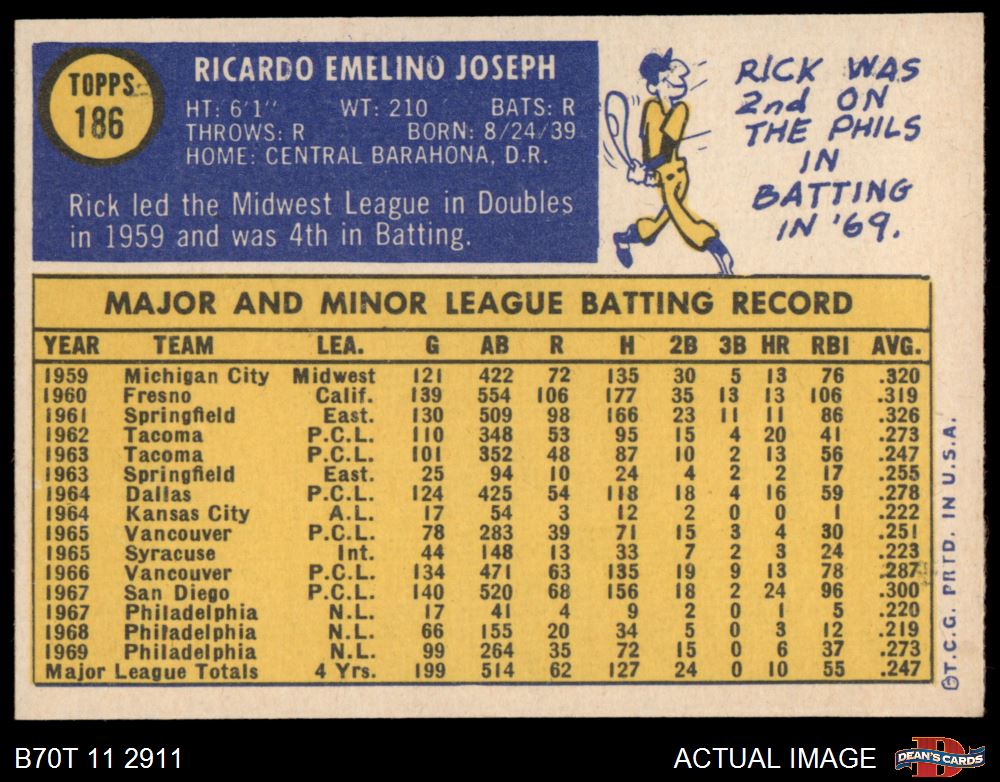 TOPPS
186
RICARDO EMELINO JOSEPH
HT: 6'1" WT: 210 BATS: R
THROWS: R BORN: 8/24/39
HOME: CENTRAL BARAHONA, D.R.
Rick led the Midwest League in Doubles
in 1959 and was 4th in Batting.
RICK WAS
2nd ON
THE PHILS
IN
BATTING
IN '69.
MAJOR AND MINOR LEAGUE BATTING RECORD
YEAR TEAM LEA. G AB R H 2B 3B HR RBI AVG.
1959 Michigan City Midwest 121 422 72 135 30 5 13 76 .320
1960 Fresno Calif. 139 554 106 177 35 13 13 106 .319
1961 Springfield East. 130 509 98 166 23 11 11 86 .326
1962 Tacoma P.C.L. 110 348 53 95 15 4 20 41 .273
1963 Tacoma P.C.L. 101 352 48 87 10 2 13 56 .247
1963 Springfield East. 25 94 10 24 4 2 2 17 .255
1964 Dallas P.C.L. 124 425 54 118 18 4 16 59 .278
1964 Kansas City A.L. 17 54 3 12 2 0 0 1 .222
1965 Vancouver P.C.L. 78 283 39 71 15 3 4 30 .251
1965 Syracuse Int. 44 148 13 33 7 2 3 24 .223
1966 Vancouver P.C.L. 134 471 63 135 19 9 13 78 .287
1967 San Diego P.C.L. 140 520 68 156 18 2 24 96 .300
1967 Philadelphia N.L. 17 41 4 9 2 0 1 5 .220
1968 Philadelphia N.L. 66 155 20 34 5 0 3 12 .219
1969 Philadelphia N.L. 99 264 35 72 15 0 6 37 .273
Major League Totals 4 Yrs. 199 514 62 127 24 0 10 55 .247
©T.C.G. PRTD. IN U.S.A.
B70T 11 2911
ACTUAL IMAGE
D
DEAN'S CARDS